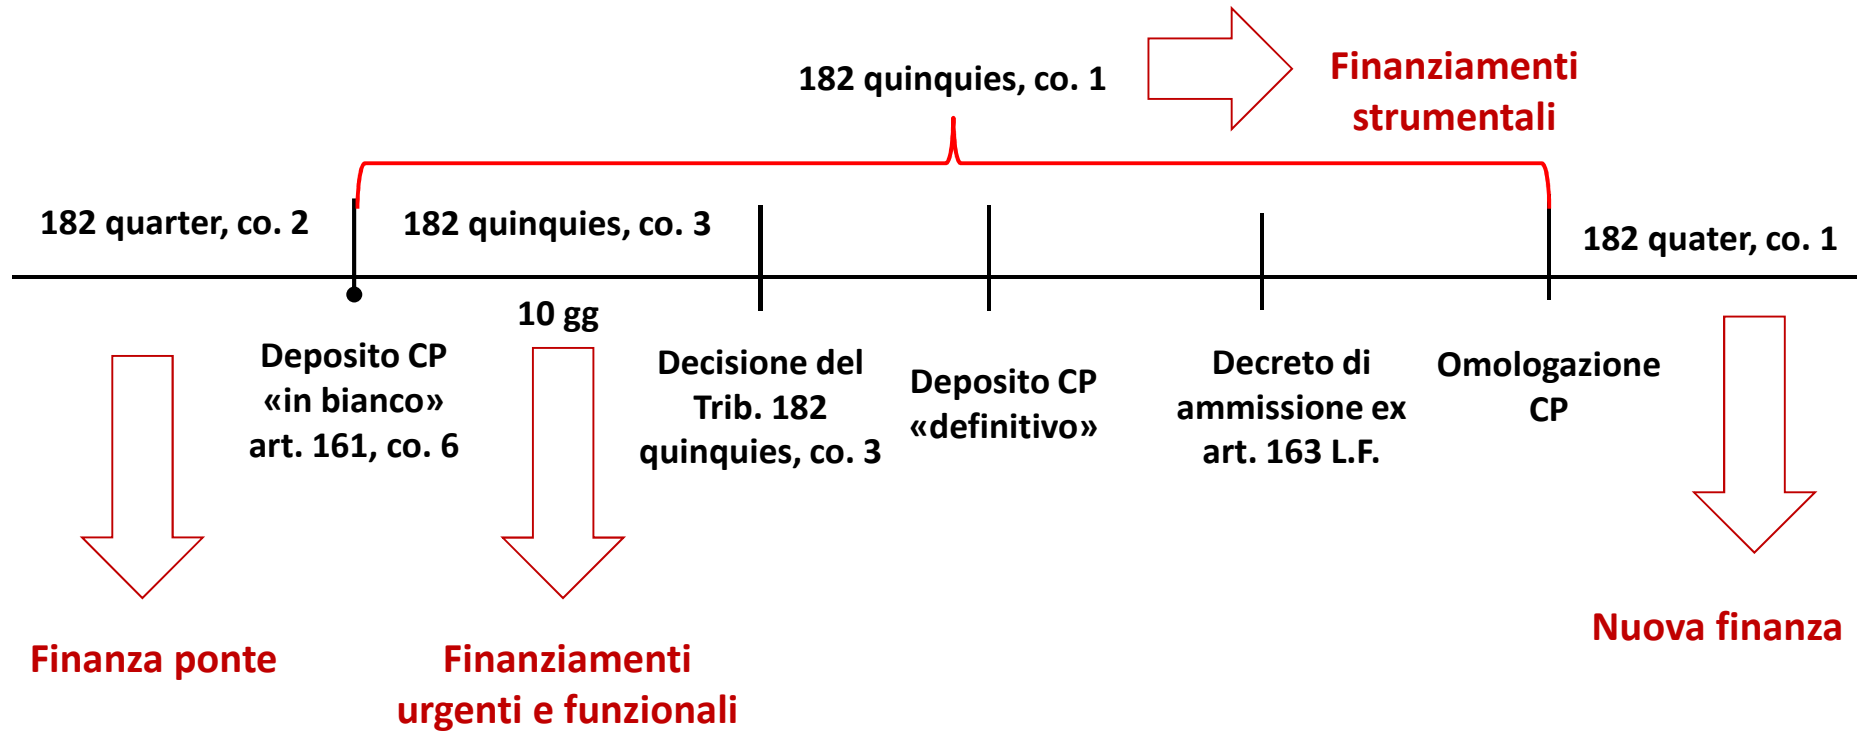 182 quinquies, co. 1
Finanziamenti
strumentali
182 quarter, co. 2
182 quinquies, co. 3
182 quater, co. 1
10 gg
Deposito CP
«in bianco»
art. 161, co. 6
Decisione del
Trib. 182
quinquies, co. 3
Deposito CP
«definitivo»
Decreto di
ammissione ex
art. 163 L.F.
Omologazione
CP
Finanza ponte
Finanziamenti
urgenti e funzionali
Nuova finanza